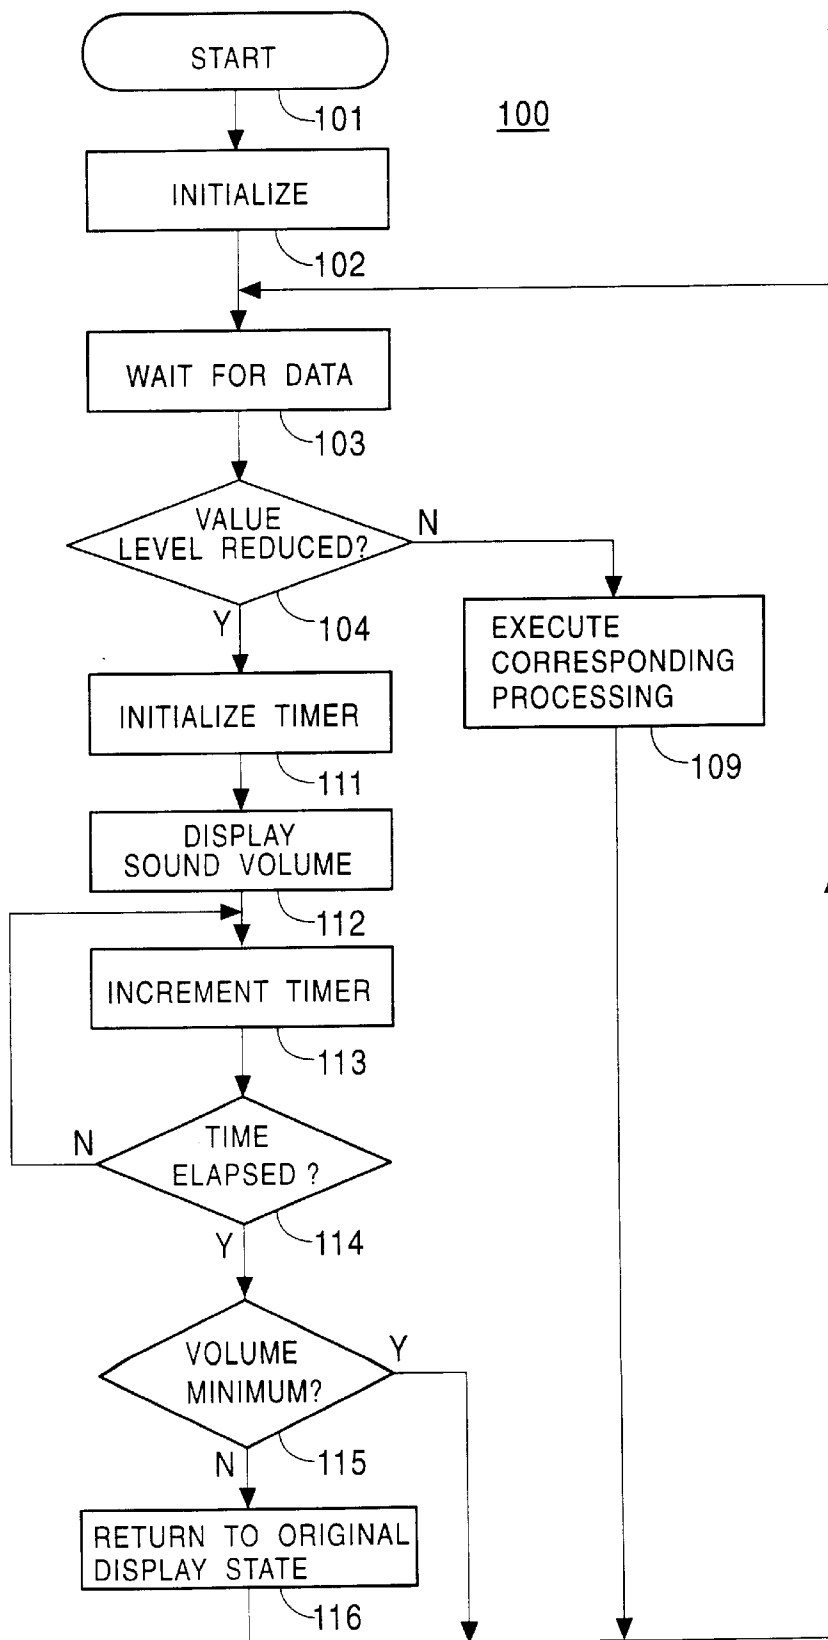 START
101
100
INITIALIZE
102
WAIT FOR DATA
103
VALUE
LEVEL REDUCED?
N
Y
104
EXECUTE
CORRESPONDING
PROCESSING
109
INITIALIZE TIMER
111
DISPLAY
SOUND VOLUME
112
INCREMENT TIMER
113
N
TIME
ELAPSED ?
114
Y
VOLUME
MINIMUM?
Y
115
N
RETURN TO ORIGINAL
DISPLAY STATE
116